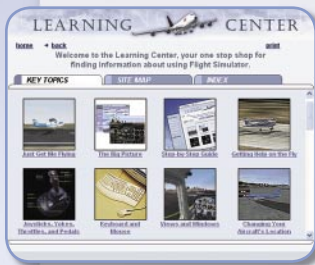 LEARNING CENTER
home ◄ back print
Welcome to the Learning Center, your one stop shop for
finding information about using Flight Simulator.
KEY TOPICS SITE MAP INDEX
Just Get Me Flying The Big Picture Step-by-Step Guide Getting Help on the Fly
Joysticks, Yokes, Keyboard and Views and Windows Changing Your
Throttles, and Pedals Mouse Aircraft's Location